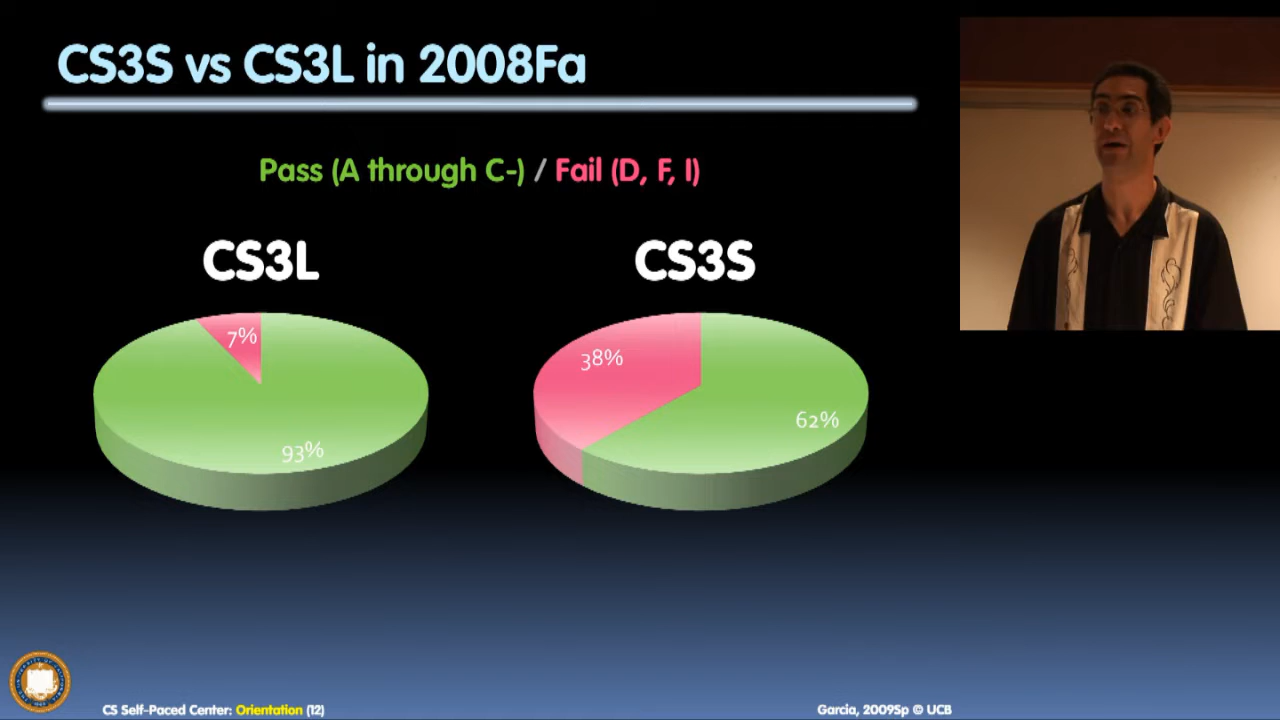 CS3S vs CS3L in 2008Fa
Pass (A through C-) / Fail (D, F, I)
CS3L
CS3S
7%
93%
38%
62%
CS Self-Paced Center: Orientation (12)
Garcia, 2009Sp © UCB